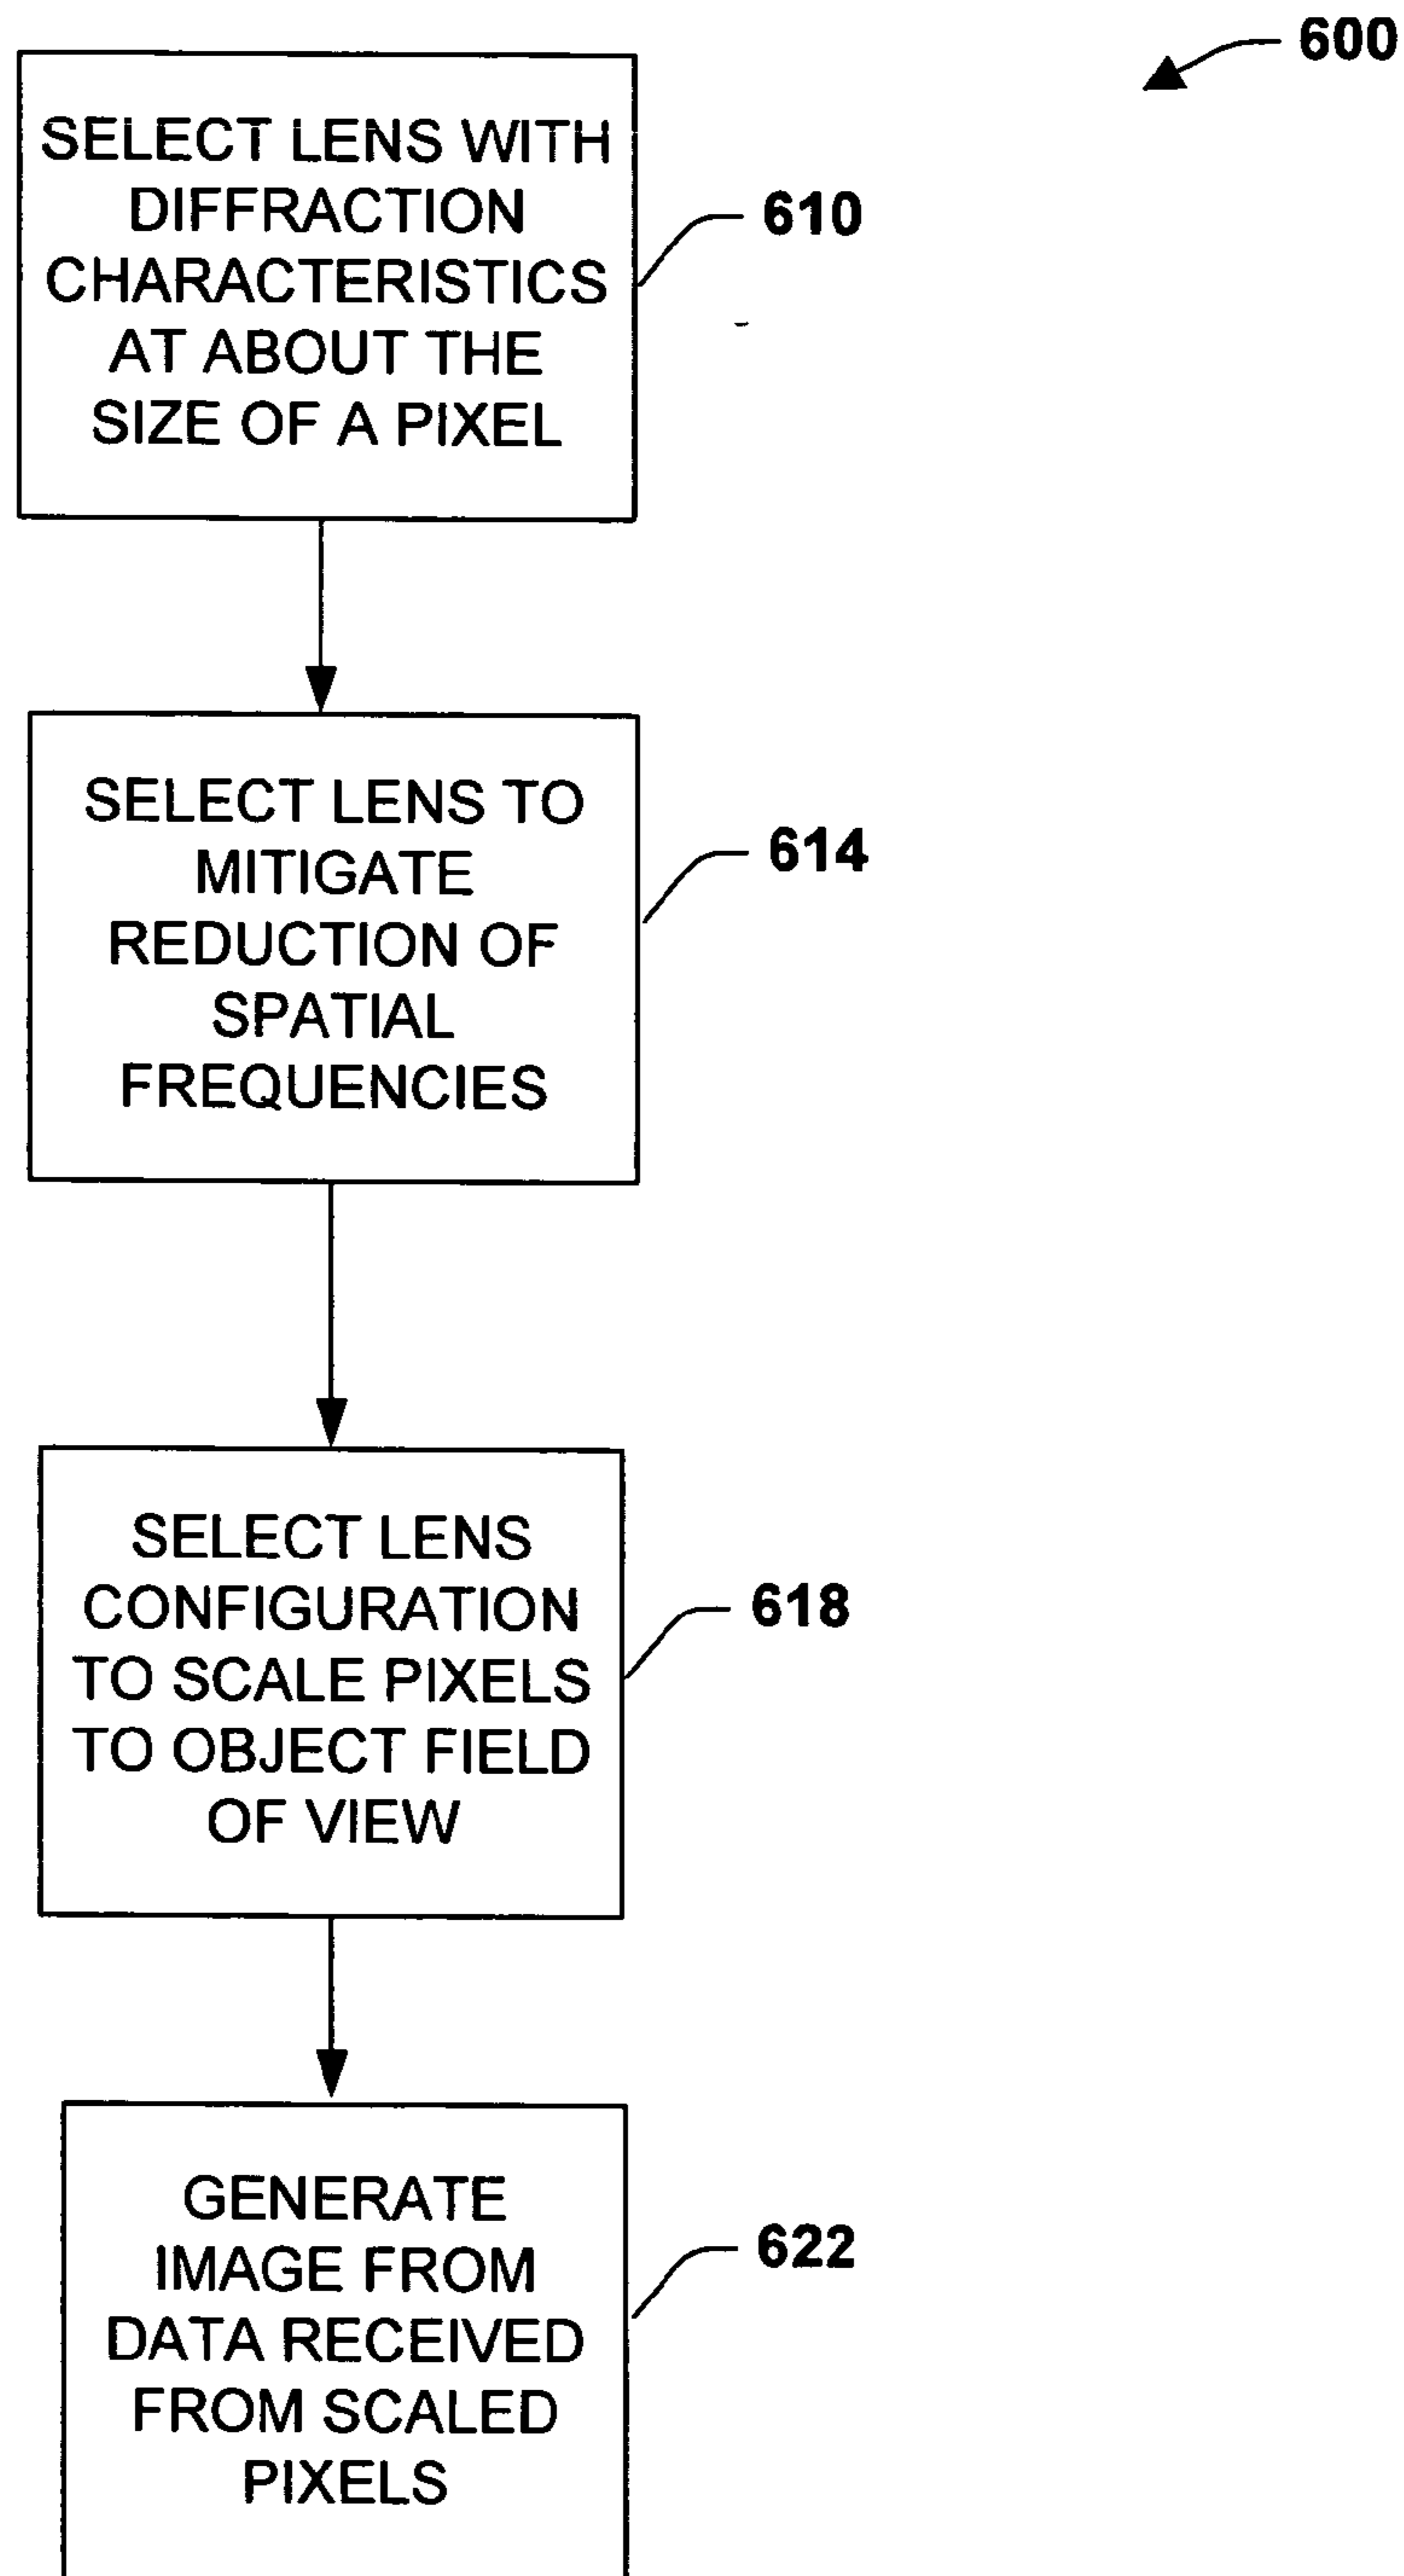 600
SELECT LENS WITH
DIFFRACTION
CHARACTERISTICS
AT ABOUT THE
SIZE OF A PIXEL
610
SELECT LENS TO
MITIGATE
REDUCTION OF
SPATIAL
FREQUENCIES
614
SELECT LENS
CONFIGURATION
TO SCALE PIXELS
TO OBJECT FIELD
OF VIEW
618
GENERATE
IMAGE FROM
DATA RECEIVED
FROM SCALED
PIXELS
622